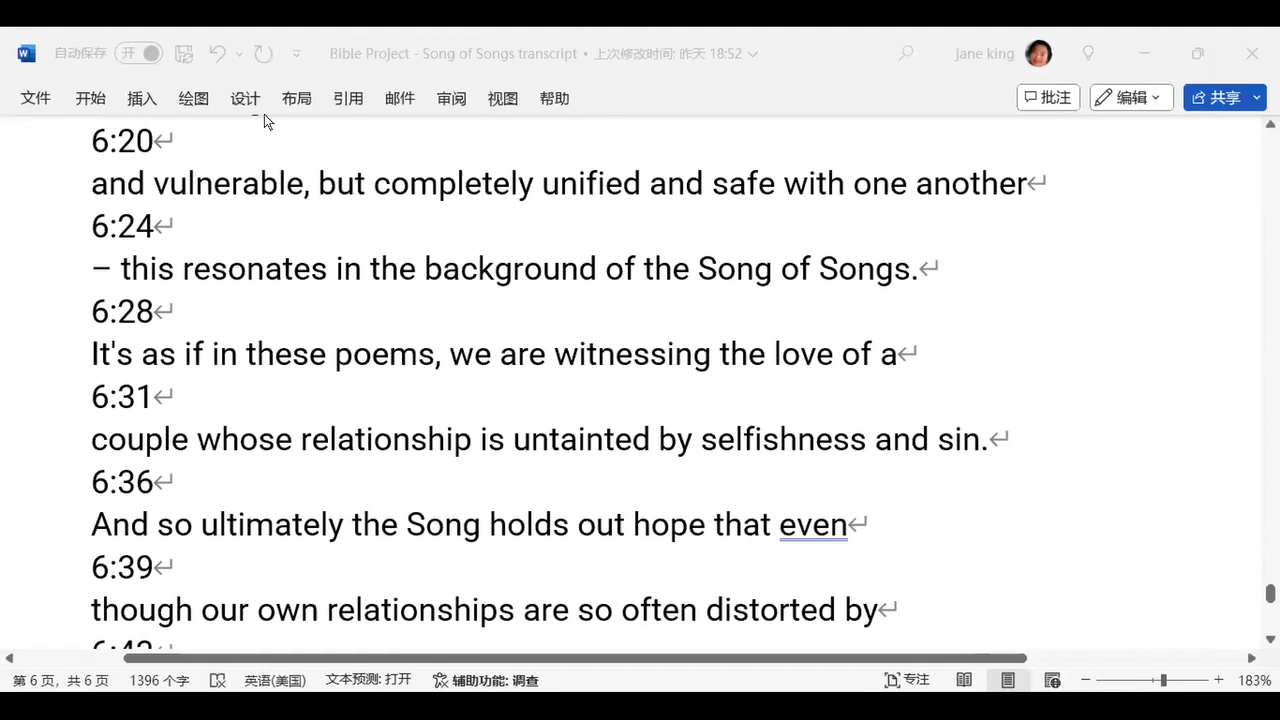 自动保存 开 Bible Project - Song of Songs transcript • 上次修改时间: 昨天 18:52 jane king
文件 开始 插入 绘图 设计 布局 引用 邮件 审阅 视图 帮助 批注 编辑 共享
6:20
and vulnerable, but completely unified and safe with one another
6:24
– this resonates in the background of the Song of Songs.
6:28
It's as if in these poems, we are witnessing the love of a
6:31
couple whose relationship is untainted by selfishness and sin.
6:36
And so ultimately the Song holds out hope that even
6:39
though our own relationships are so often distorted by
第 6 页，共 6 页 1396 个字 英语(美国) 文本预测: 打开 辅助功能: 调查 专注 183%